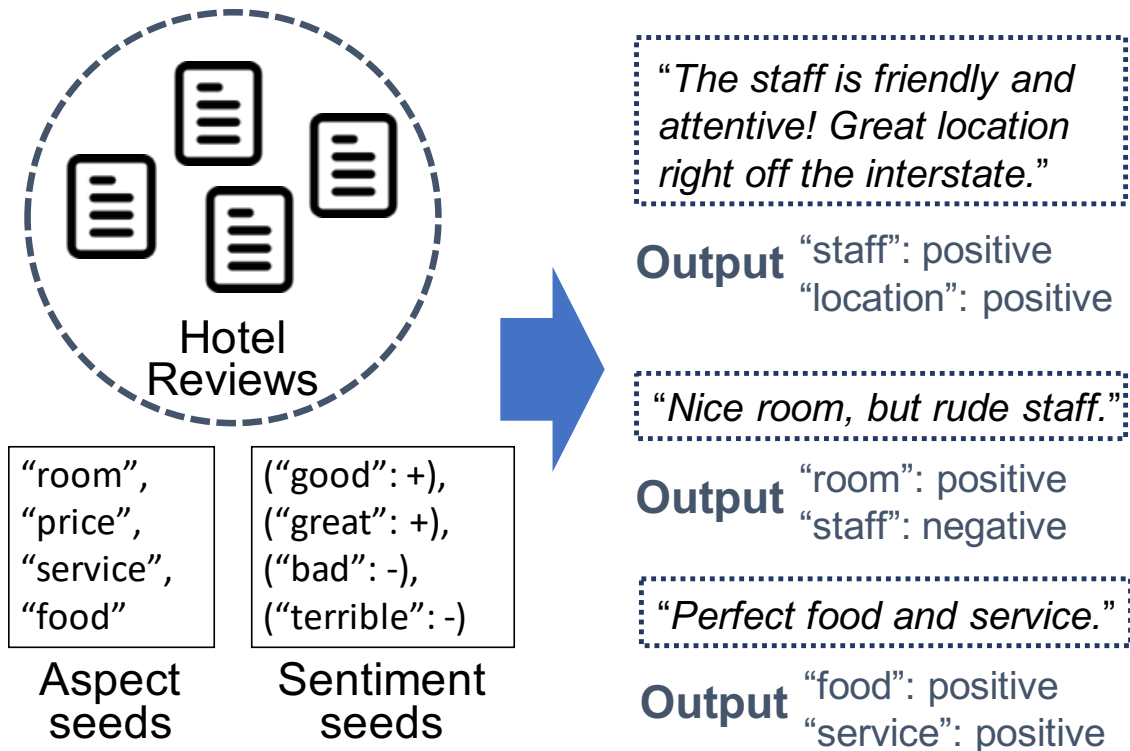 Hotel
Reviews
“room”,
“price”,
“service”,
“food”
Aspect
seeds
(“good”: +),
(“great”: +),
(“bad”: -),
(“terrible”: -)
Sentiment
seeds
“The staff is friendly and
attentive! Great location
right off the interstate.”
Output “staff”: positive
“location”: positive
“Nice room, but rude staff.”
Output “room”: positive
“staff”: negative
“Perfect food and service.”
Output “food”: positive
“service”: positive